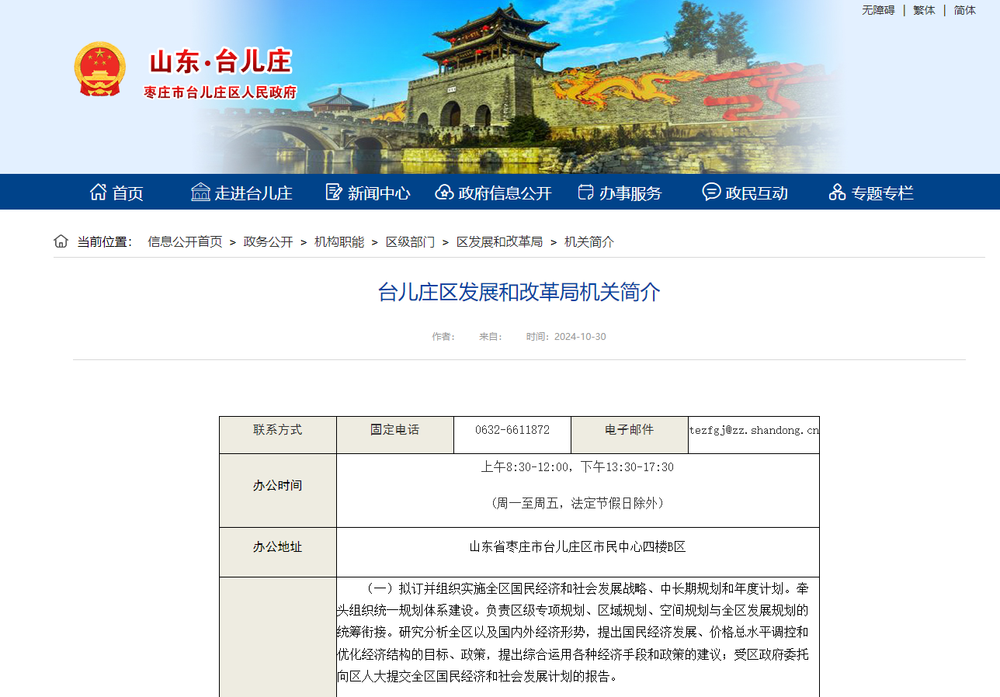 无障碍 | 繁体 | 简体
山东·台儿庄
枣庄市台儿庄区人民政府
首页 走进台儿庄 新闻中心 政府信息公开 办事服务 政民互动 专题专栏
当前位置： 信息公开首页 > 政务公开 > 机构职能 > 区级部门 > 区发展和改革局 > 机关简介
台儿庄区发展和改革局机关简介
作者： 来自： 时间：2024-10-30
联系方式 固定电话 0632-6611872 电子邮件 tezfgj@zz.shandong.cn
上午8:30-12:00，下午13:30-17:30
办公时间
（周一至周五，法定节假日除外）
办公地址 山东省枣庄市台儿庄区市民中心四楼B区
（一）拟订并组织实施全区国民经济和社会发展战略、中长期规划和年度计划。牵
头组织统一规划体系建设。负责区级专项规划、区域规划、空间规划与全区发展规划的
统筹衔接。研究分析全区以及国内外经济形势，提出国民经济发展、价格总水平调控和
优化经济结构的目标、政策，提出综合运用各种经济手段和政策的建议；受区政府委托
向区人大提交全区国民经济和社会发展计划的报告。